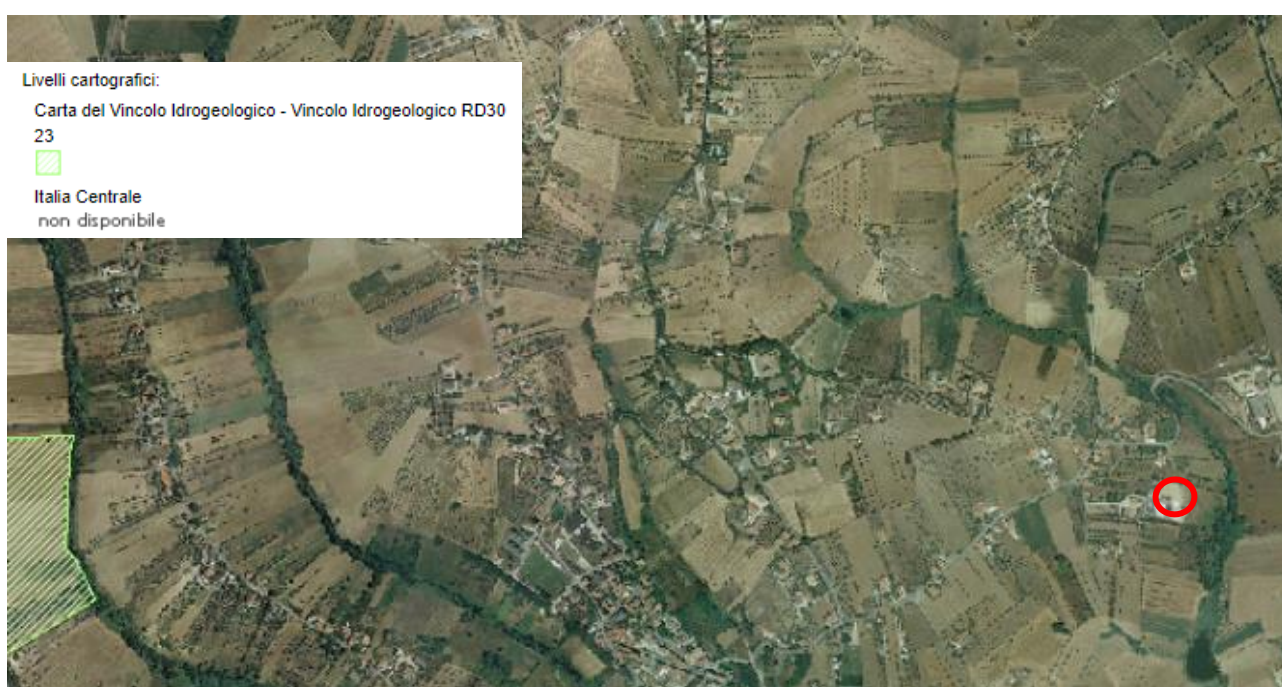 Livelli cartografici:
Carta del Vincolo Idrogeologico - Vincolo Idrogeologico RD30
23
Italia Centrale
non disponibile